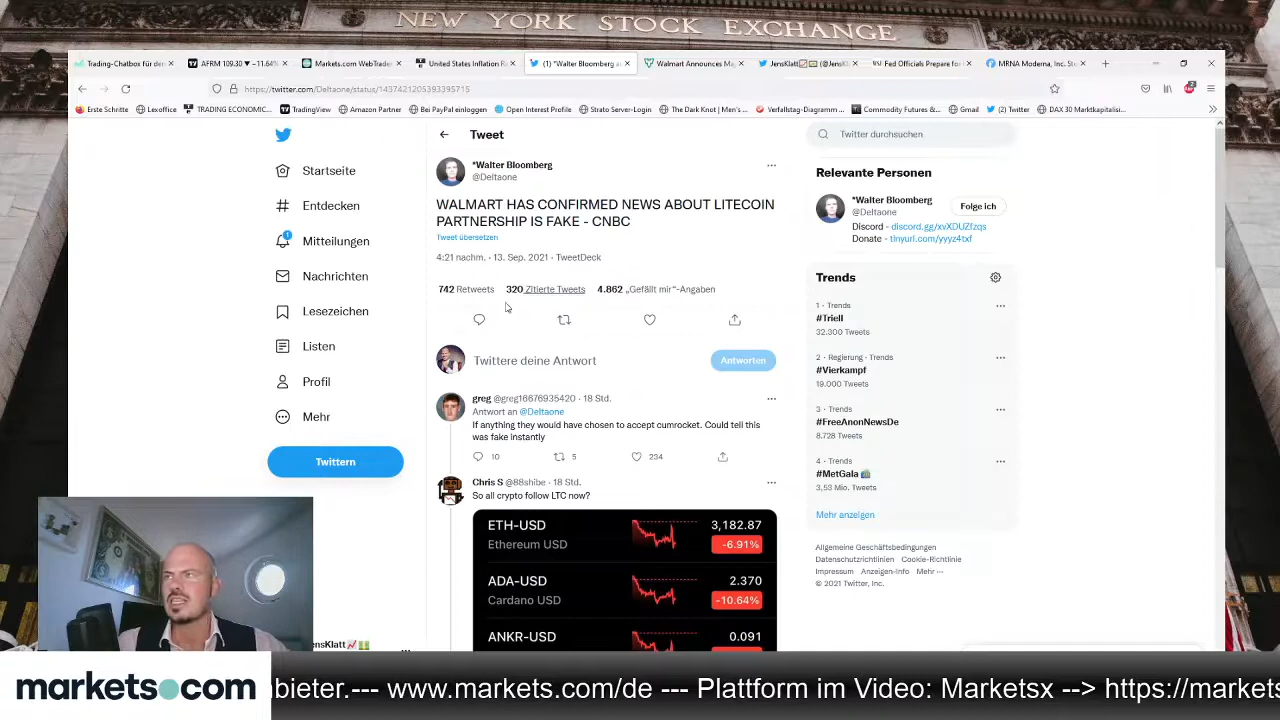 NEW YORK STOCK EXCHANGE
Trading-Chatbox für den
AFRM 109.30 ▼ −11.64%
Markets.com WebTrader
United States Inflation Ra
(1) *Walter Bloomberg a
Walmart Announces Maj
JensKlatt
Fed Officials Prepare for
MRNA Moderna, Inc. Sto
https://twitter.com/Deltaone/status/1437421205393395715
Erste Schritte
Lexoffice
TRADING ECONOMIC...
TradingView
Amazon Partner
Bei PayPal einloggen
Open Interest Profile
Strato Server-Login
The Dark Knot | Men's ...
Verfallstag-Diagramm ...
Commodity Futures &...
Gmail
(2) Twitter
DAX 30 Marktkapitalisi...
Startseite
Entdecken
1
Mitteilungen
Nachrichten
Lesezeichen
Listen
Profil
Mehr
Twittern
JensKlatt
Tweet
*Walter Bloomberg
@Deltaone
WALMART HAS CONFIRMED NEWS ABOUT LITECOIN
PARTNERSHIP IS FAKE - CNBC
Tweet übersetzen
4:21 nachm. · 13. Sep. 2021 · TweetDeck
742 Retweets 320 Zitierte Tweets 4.862 „Gefällt mir“-Angaben
Twittere deine Antwort
Antworten
greg @greg16676935420 · 18 Std.
Antwort an @Deltaone
If anything they would have chosen to accept cumrocket. Could tell this
was fake instantly
10 5 234
Chris S @88shibe · 18 Std.
So all crypto follow LTC now?
ETH-USD 3,182.87
Ethereum USD -6.91%
ADA-USD 2.370
Cardano USD -10.64%
ANKR-USD 0.091
Twitter durchsuchen
Relevante Personen
*Walter Bloomberg
@Deltaone
Folge ich
Discord - discord.gg/xvXDUZfzqs
Donate - tinyurl.com/yyyz4txf
Trends
1 · Trends
#Triell
32.300 Tweets
2 · Regierung · Trends
#Vierkampf
19.000 Tweets
3 · Trends
#FreeAnonNewsDe
8.728 Tweets
4 · Trends
#MetGala
3,53 Mio. Tweets
Mehr anzeigen
Allgemeine Geschäftsbedingungen
Datenschutzrichtlinien Cookie-Richtlinie
Impressum Anzeigen-Info Mehr ···
© 2021 Twitter, Inc.
markets.com
nbieter.--- www.markets.com/de --- Plattform im Video: Marketsx --> https://markets